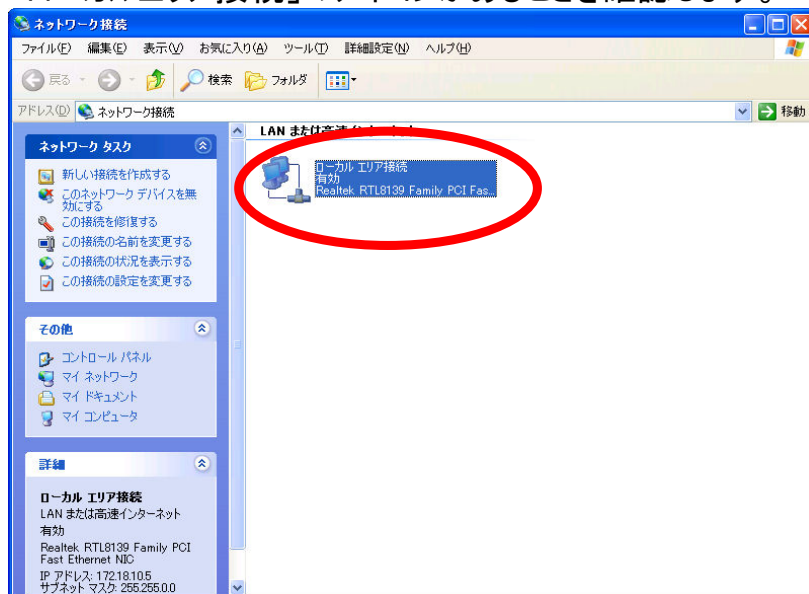 ネットワーク接続
ファイル(F) 編集(E) 表示(V) お気に入り(A) ツール(T) 詳細設定(N) ヘルプ(H)
戻る 検索 フォルダ
アドレス(D) ネットワーク接続 移動
ネットワーク タスク
新しい接続を作成する
このネットワーク デバイスを無
効にする
この接続を修復する
この接続の名前を変更する
この接続の状況を表示する
この接続の設定を変更する
その他
コントロール パネル
マイ ネットワーク
マイ ドキュメント
マイ コンピュータ
詳細
ローカル エリア接続
LAN または高速インターネット
有効
Realtek RTL8139 Family PCI
Fast Ethernet NIC
IP アドレス: 172.18.10.5
サブネット マスク: 255.255.0.0
LAN または高速インターネット
ローカル エリア接続
有効
Realtek RTL8139 Family PCI Fas...